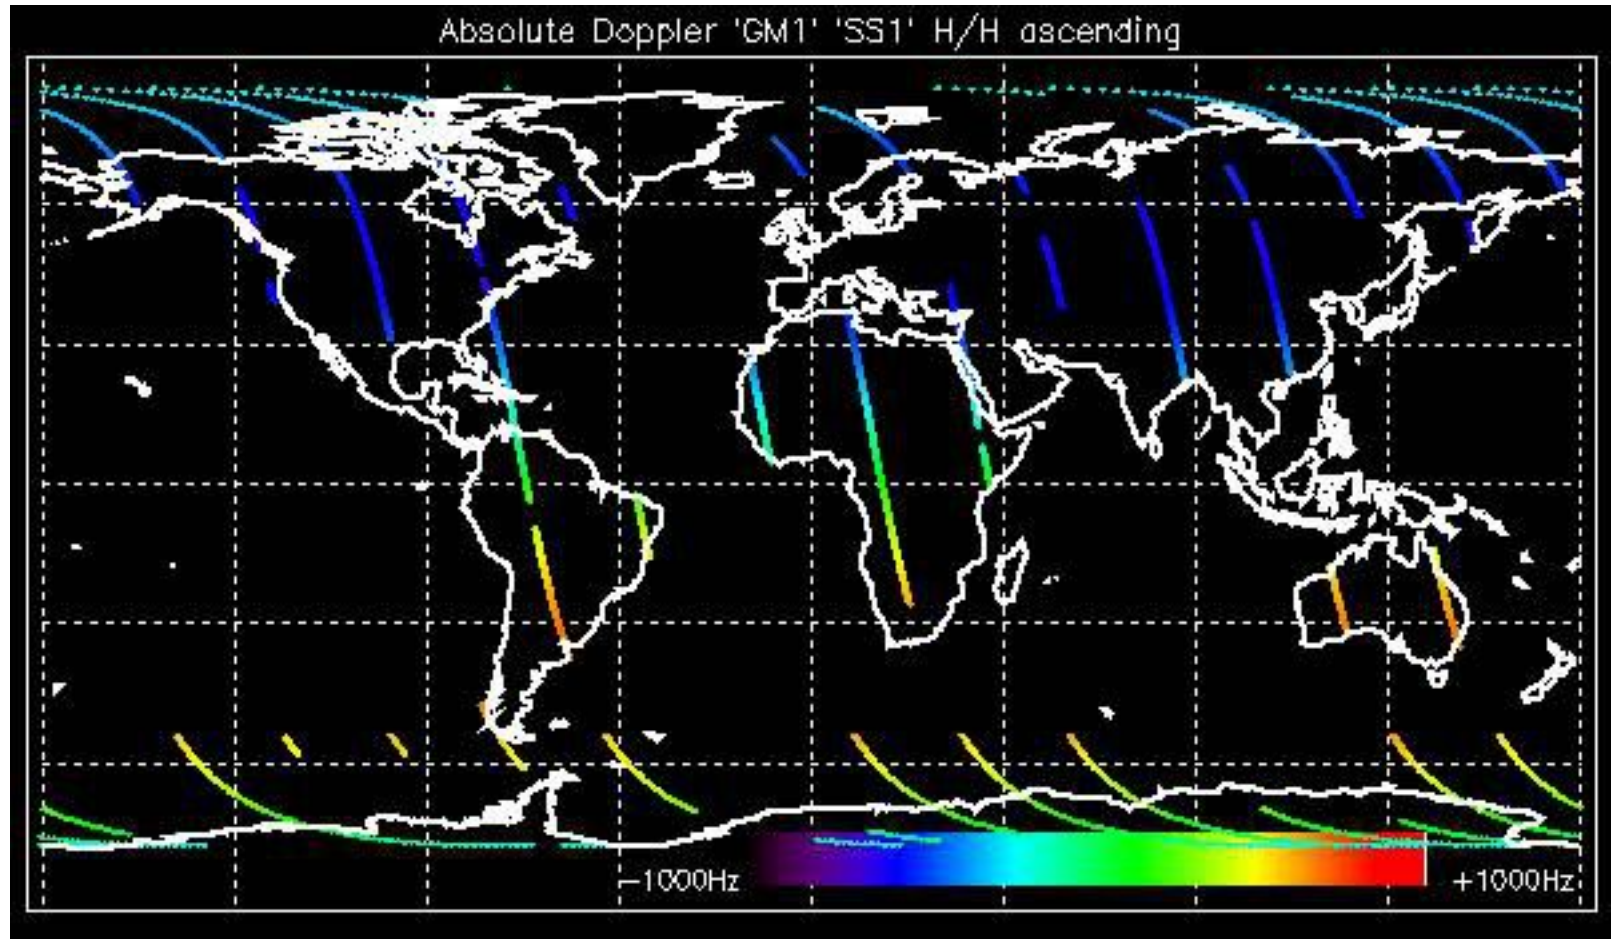 Absolute Doppler 'GM1' 'SS1' H/H ascending
-1000Hz +1000Hz